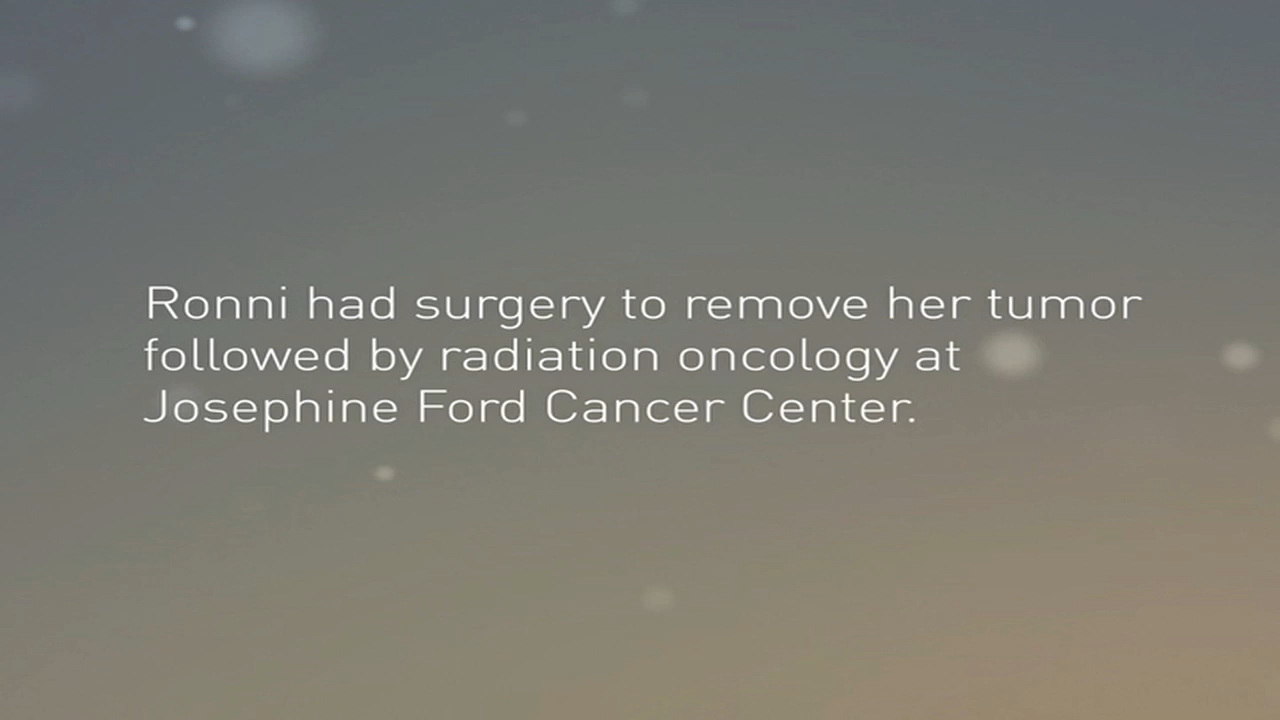 Ronni had surgery to remove her tumor
followed by radiation oncology at
Josephine Ford Cancer Center.